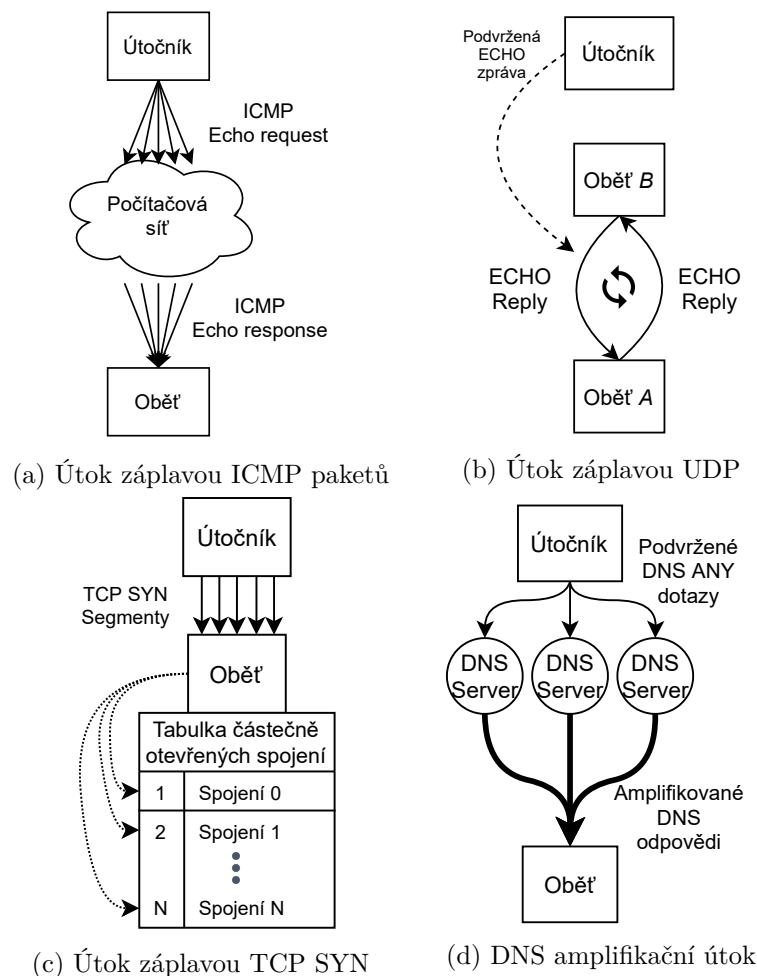 Útočník
ICMP
Echo request
Počítačová
síť
ICMP
Echo response
Oběť
(a) Útok záplavou ICMP paketů
Podvržená
ECHO
zpráva
Útočník
Oběť B
ECHO
Reply
ECHO
Reply
Oběť A
(b) Útok záplavou UDP
Útočník
TCP SYN
Segmenty
Oběť
Tabulka částečně
otevřených spojení
1 Spojení 0
2 Spojení 1
N Spojení N
(c) Útok záplavou TCP SYN
Útočník
Podvržené
DNS ANY
dotazy
DNS
Server
DNS
Server
DNS
Server
Amplifikované
DNS
odpovědi
Oběť
(d) DNS amplifikační útok